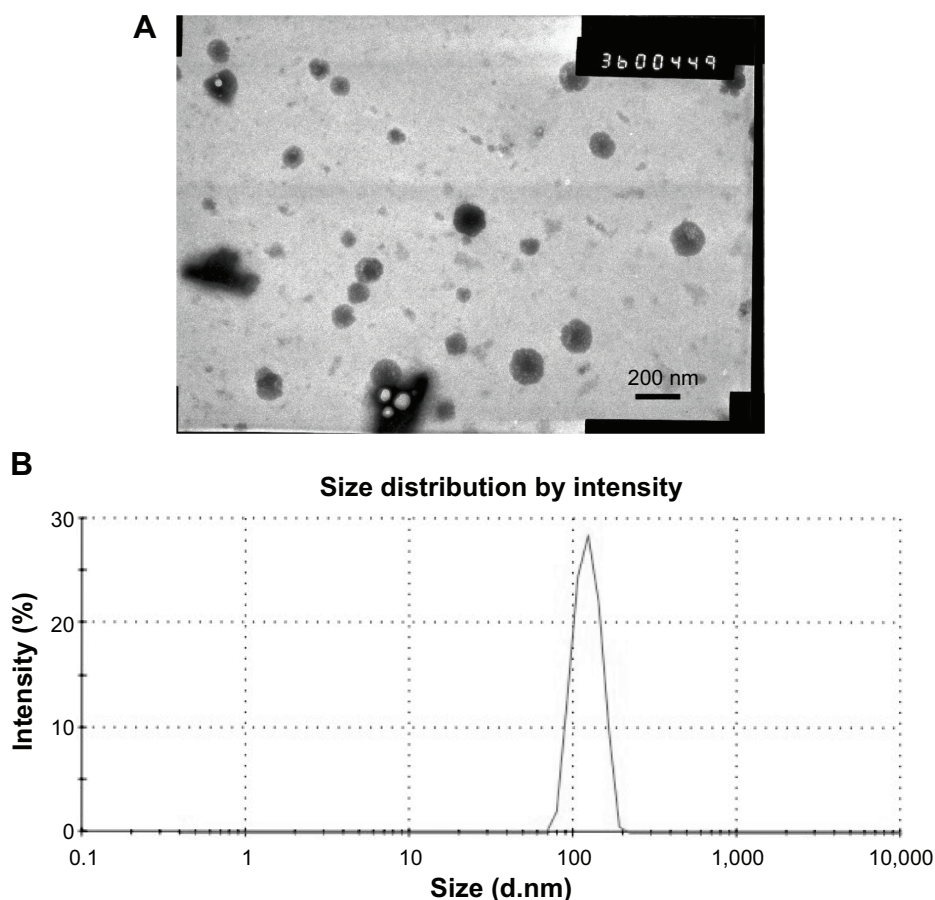 A
3600449
200 nm
B
Size distribution by intensity
30
20
10
0
Intensity (%)
0.1 1 10 100 1,000 10,000
Size (d.nm)